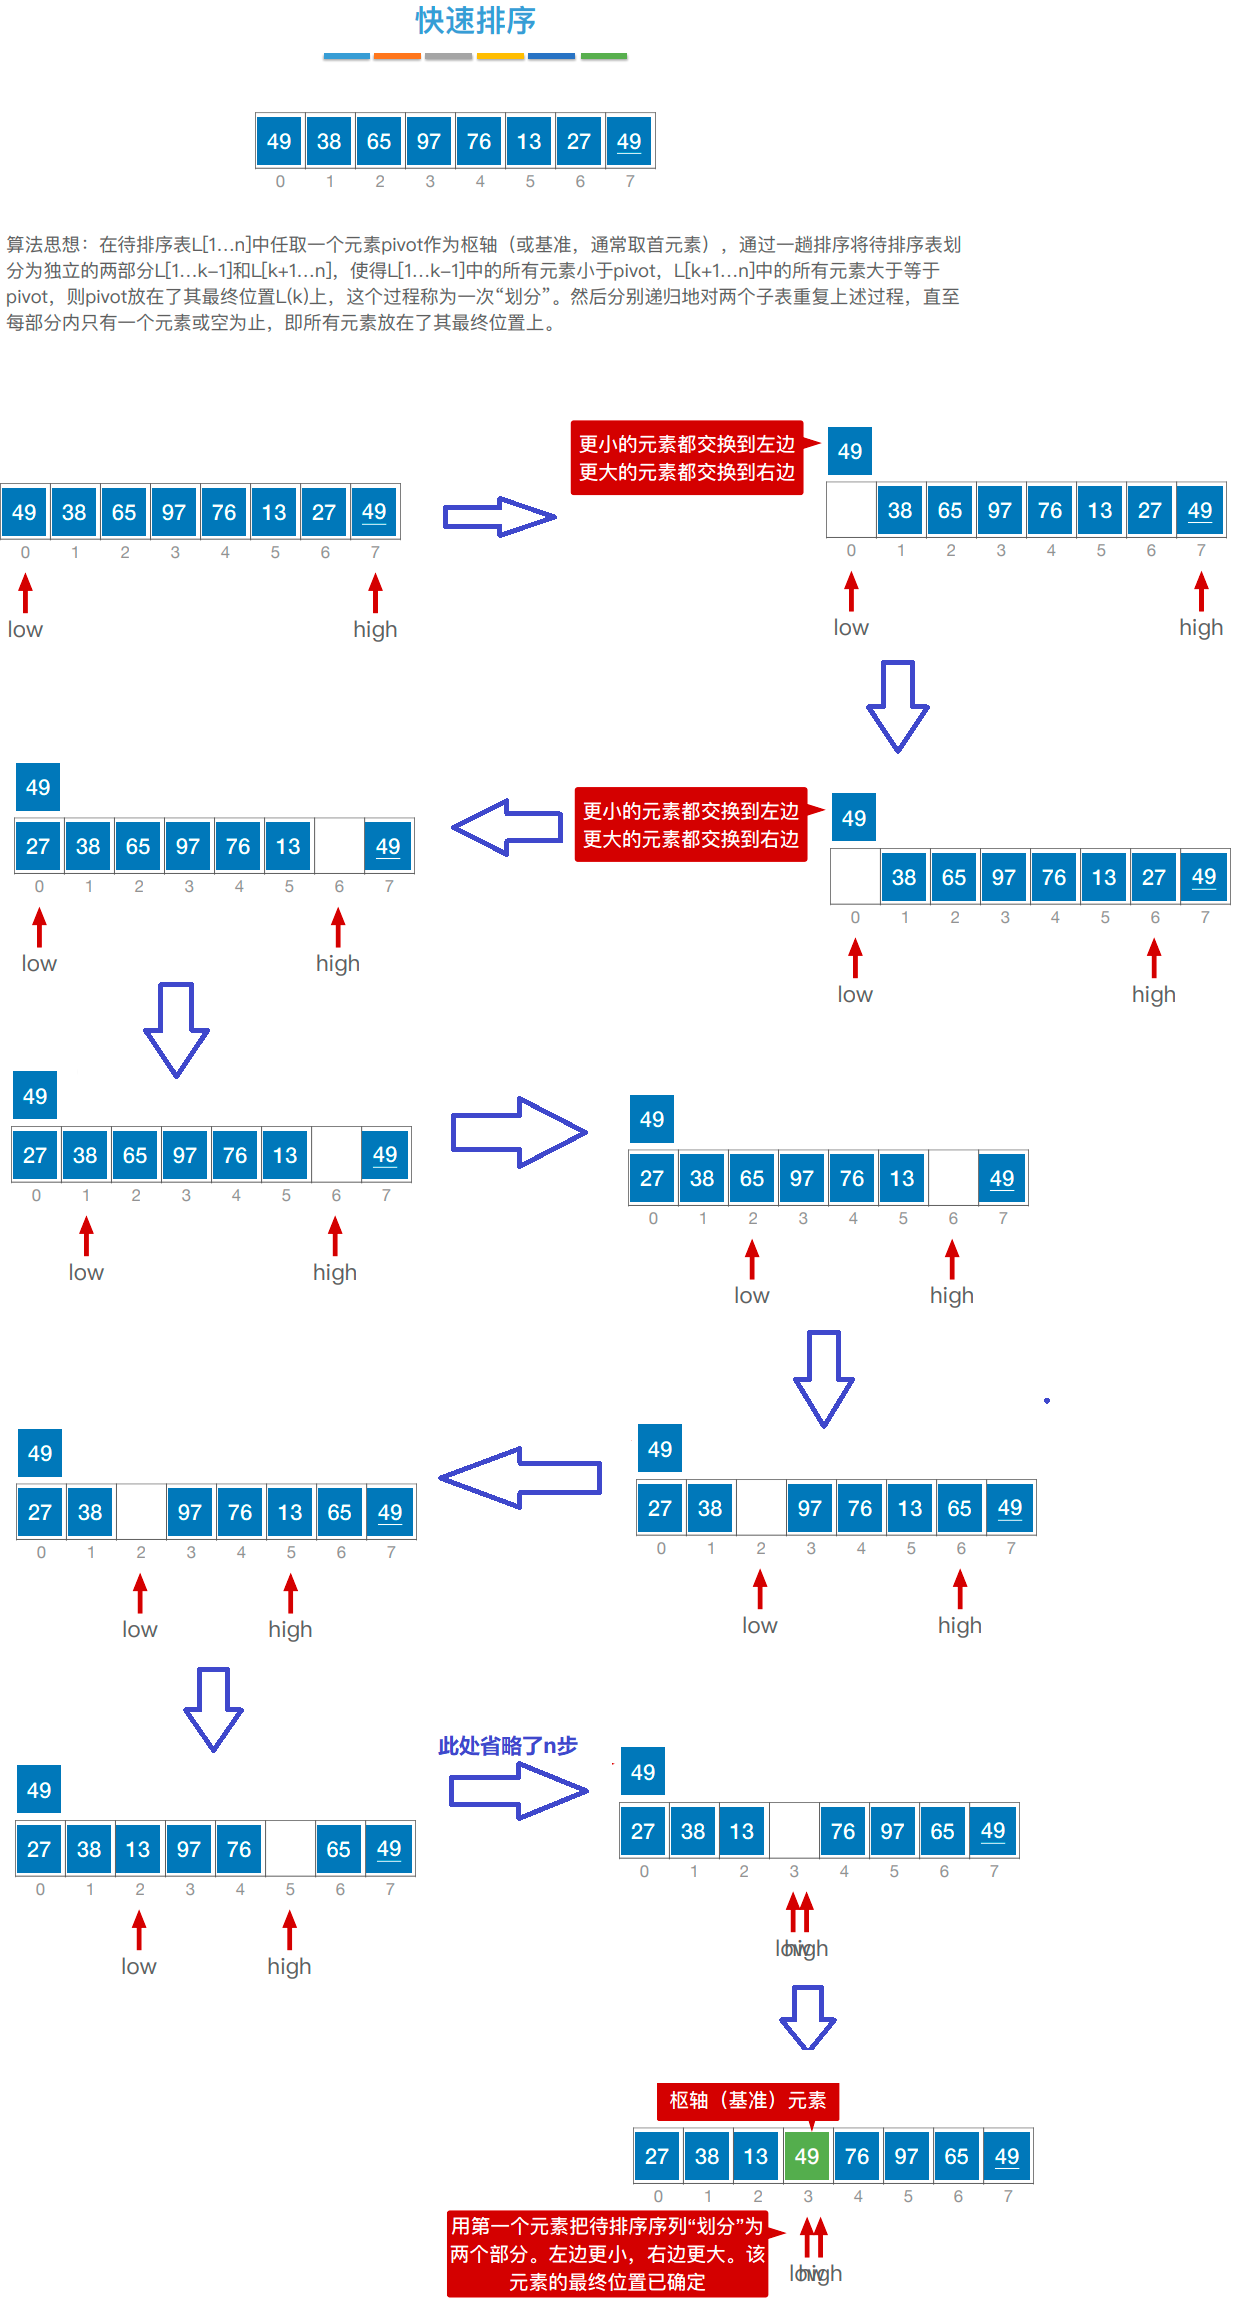 快速排序
49 38 65 97 76 13 27 49
0 1 2 3 4 5 6 7
算法思想：在待排序表L[1…n]中任取一个元素pivot作为枢轴（或基准，通常取首元素），通过一趟排序将待排序表划
分为独立的两部分L[1…k-1]和L[k+1…n]，使得L[1…k-1]中的所有元素小于pivot，L[k+1…n]中的所有元素大于等于
pivot，则pivot放在了其最终位置L(k)上，这个过程称为一次“划分”。然后分别递归地对两个子表重复上述过程，直至
每部分内只有一个元素或空为止，即所有元素放在了其最终位置上。
49 38 65 97 76 13 27 49
0 1 2 3 4 5 6 7
low high
更小的元素都交换到左边
更大的元素都交换到右边
49
38 65 97 76 13 27 49
0 1 2 3 4 5 6 7
low high
更小的元素都交换到左边
更大的元素都交换到右边
49
38 65 97 76 13 27 49
0 1 2 3 4 5 6 7
low high
49
27 38 65 97 76 13 49
0 1 2 3 4 5 6 7
low high
49
27 38 65 97 76 13 49
0 1 2 3 4 5 6 7
low high
49
27 38 65 97 76 13 49
0 1 2 3 4 5 6 7
low high
49
27 38 97 76 13 65 49
0 1 2 3 4 5 6 7
low high
49
27 38 97 76 13 65 49
0 1 2 3 4 5 6 7
low high
49
27 38 13 97 76 65 49
0 1 2 3 4 5 6 7
low high
此处省略了n步
49
27 38 13 76 97 65 49
0 1 2 3 4 5 6 7
low high
枢轴（基准）元素
27 38 13 49 76 97 65 49
0 1 2 3 4 5 6 7
low high
用第一个元素把待排序序列“划分”为
两个部分。左边更小，右边更大。该
元素的最终位置已确定